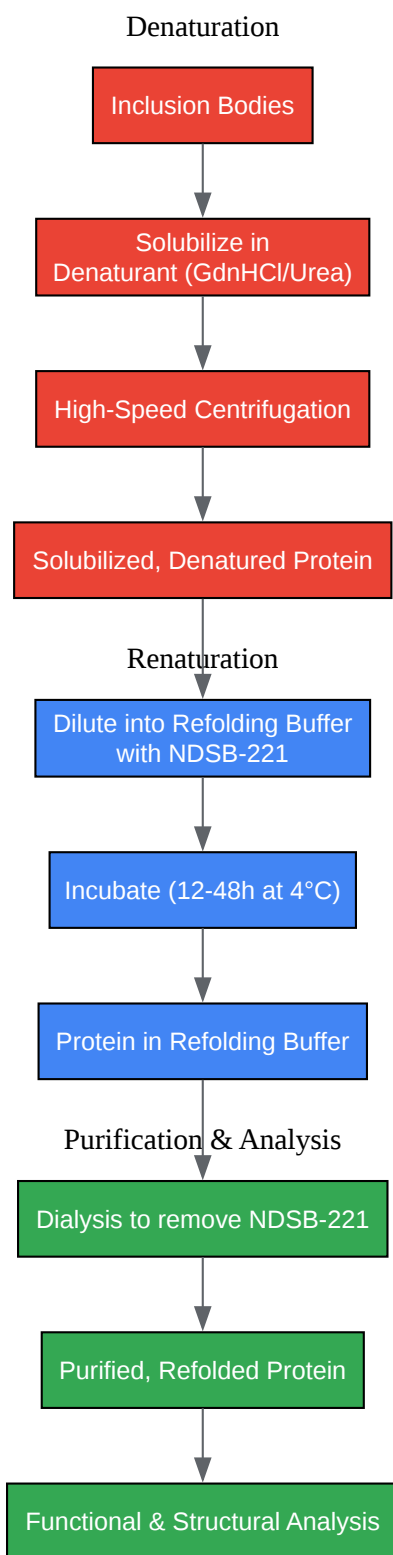 Denaturation
Inclusion Bodies
Solubilize in
Denaturant (GdnHCl/Urea)
High-Speed Centrifugation
Solubilized, Denatured Protein
Renaturation
Dilute into Refolding Buffer
with NDSB-221
Incubate (12-48h at 4°C)
Protein in Refolding Buffer
Purification & Analysis
Dialysis to remove NDSB-221
Purified, Refolded Protein
Functional & Structural Analysis